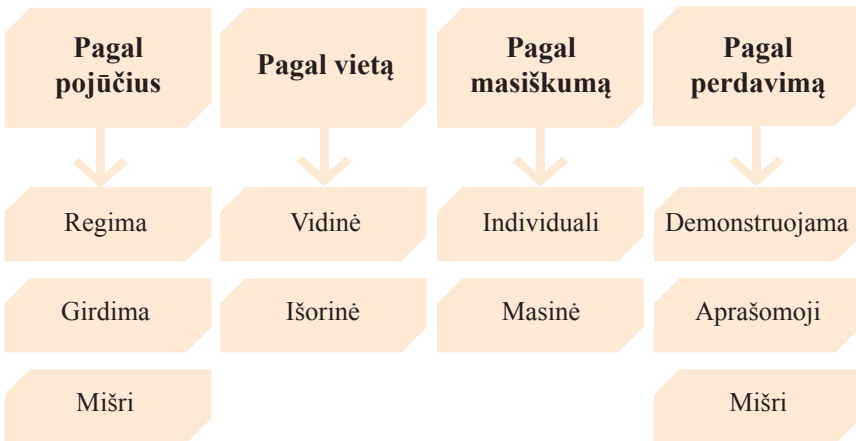 Pagal
pojūčius
Pagal vietą
Pagal
masiškumą
Pagal
perdavimą
Regima
Vidinė
Individuali
Demonstruojama
Girdima
Išorinė
Masinė
Aprašomoji
Mišri
Mišri